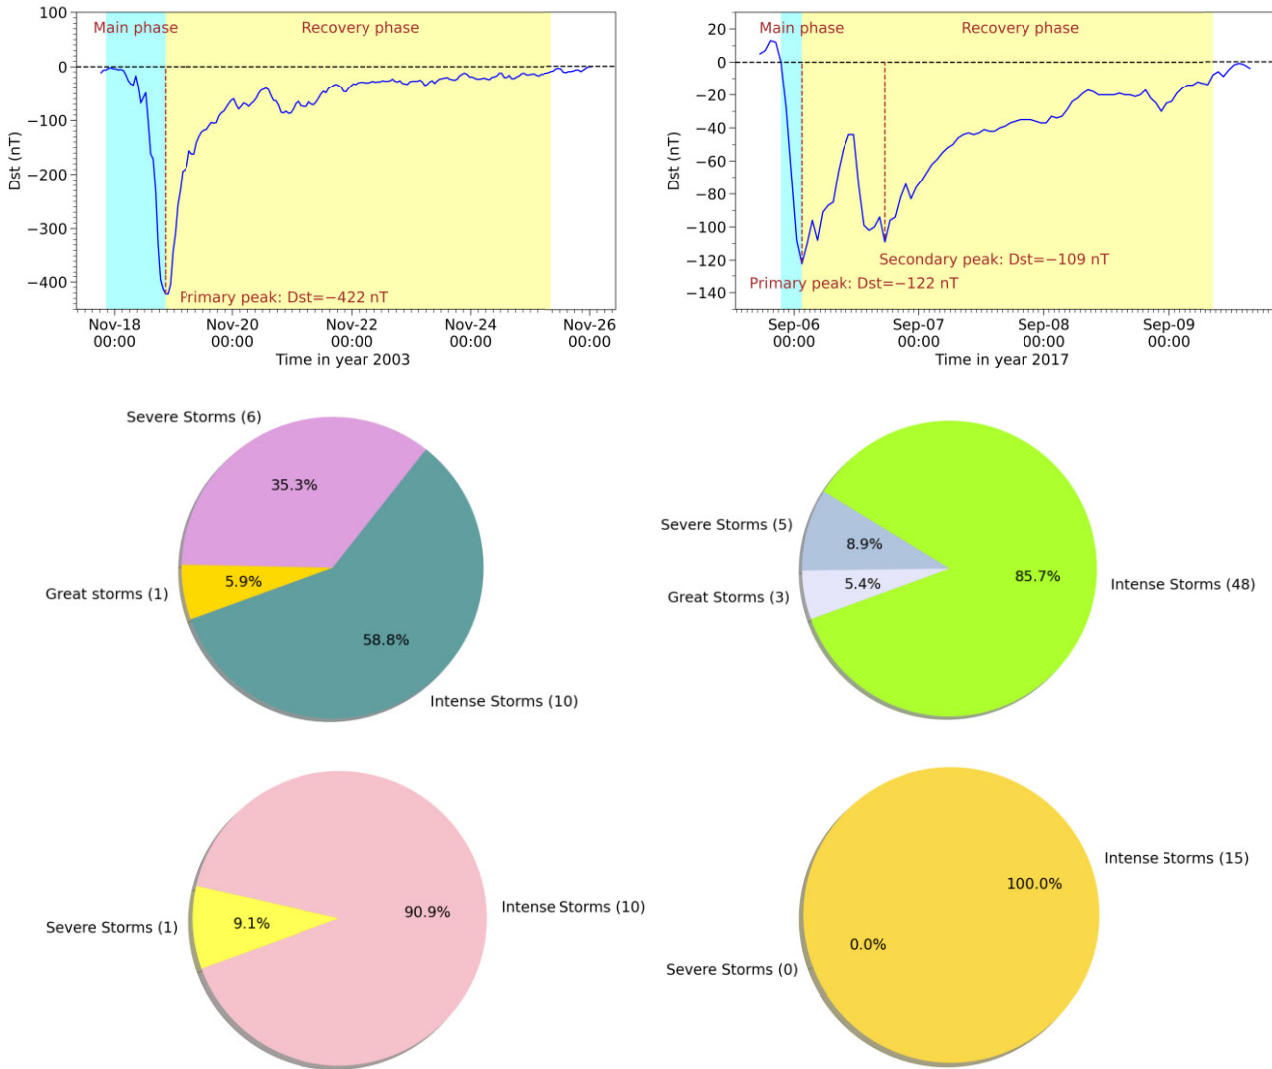 Main phase
Recovery phase
100
0
−100
−200
−300
−400
Dst (nT)
Primary peak: Dst=−422 nT
Nov-18
00:00
Nov-20
00:00
Nov-22
00:00
Nov-24
00:00
Nov-26
00:00
Time in year 2003
Main phase
Recovery phase
20
0
−20
−40
−60
−80
−100
−120
−140
Dst (nT)
Secondary peak: Dst=−109 nT
Primary peak: Dst=−122 nT
Sep-06
00:00
Sep-07
00:00
Sep-08
00:00
Sep-09
00:00
Time in year 2017
Severe Storms (6)
35.3%
Great storms (1)
5.9%
58.8%
Intense Storms (10)
Severe Storms (5)
8.9%
Great Storms (3)
5.4%
85.7%
Intense Storms (48)
Severe Storms (1)
9.1%
90.9%
Intense Storms (10)
Intense Storms (15)
100.0%
0.0%
Severe Storms (0)